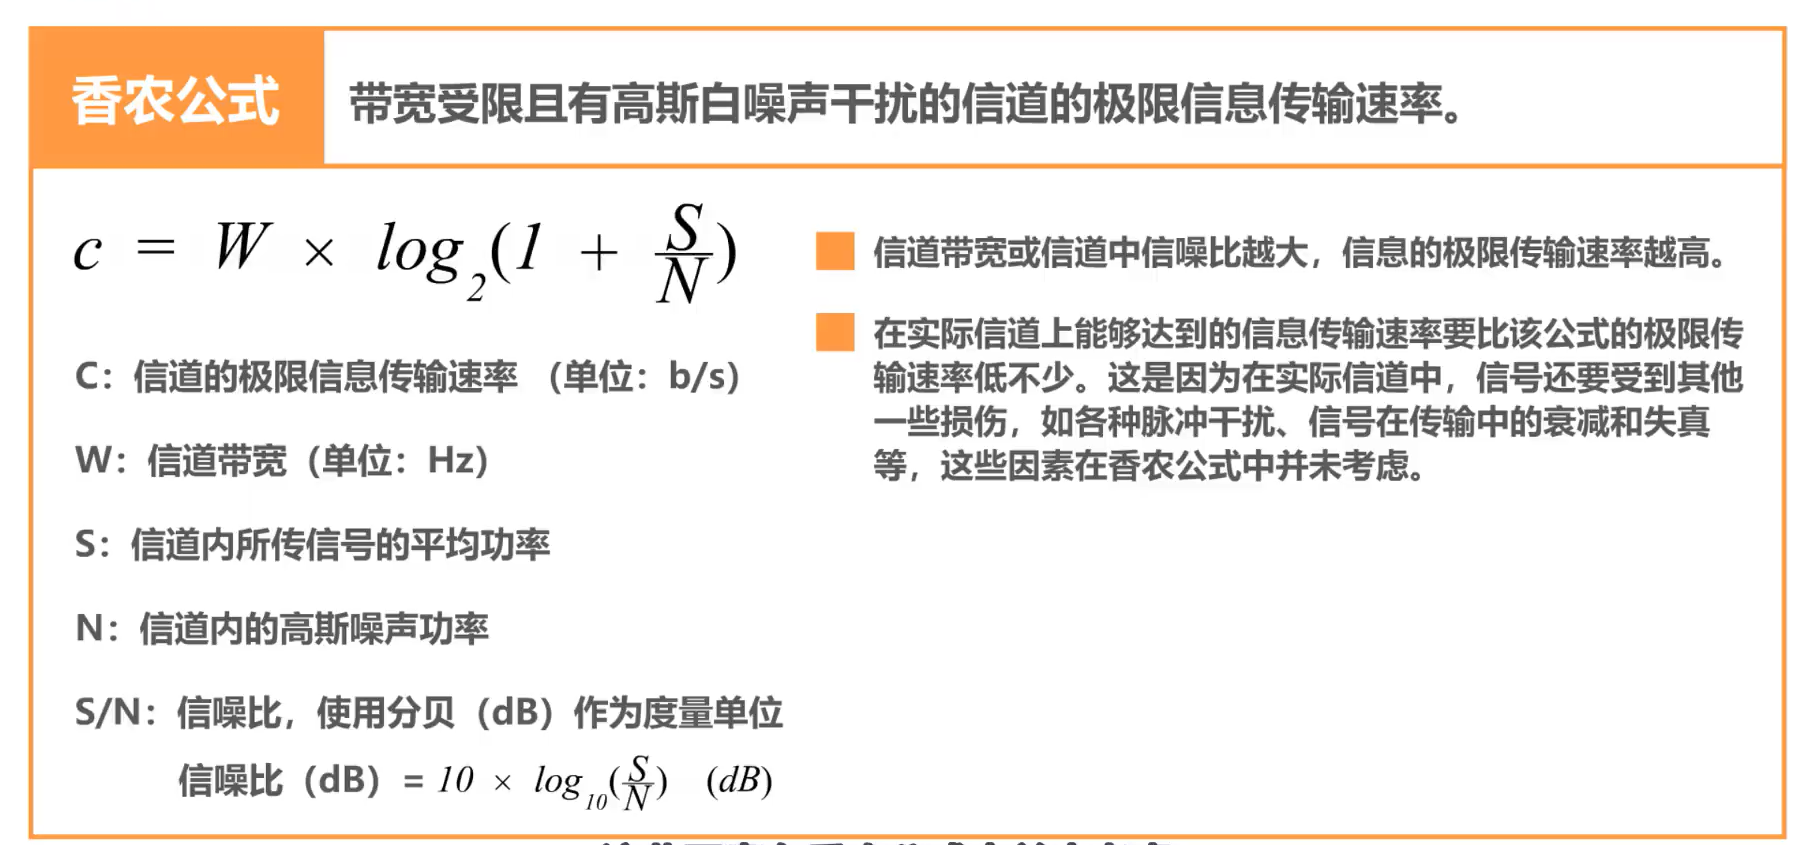 香农公式
带宽受限且有高斯白噪声干扰的信道的极限信息传输速率。
c = W × log₂(1 + S/N)
C：信道的极限信息传输速率 （单位：b/s）
W：信道带宽（单位：Hz）
S：信道内所传信号的平均功率
N：信道内的高斯噪声功率
S/N：信噪比，使用分贝（dB）作为度量单位
信噪比（dB）= 10 × log₁₀(S/N) (dB)
信道带宽或信道中信噪比越大，信息的极限传输速率越高。
在实际信道上能够达到的信息传输速率要比该公式的极限传
输速率低不少。这是因为在实际信道中，信号还要受到其他
一些损伤，如各种脉冲干扰、信号在传输中的衰减和失真
等，这些因素在香农公式中并未考虑。